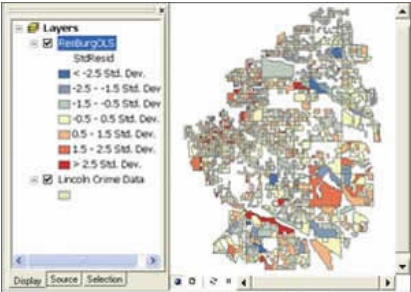 Layers
ResBurgOLS
StdResid
< -2.5 Std. Dev.
-2.5 - -1.5 Std. Dev
-1.5 - -0.5 Std. Dev
-0.5 - 0.5 Std. Dev.
0.5 - 1.5 Std. Dev.
1.5 - 2.5 Std. Dev.
> 2.5 Std. Dev.
Lincoln Crime Data
Display Source Selection